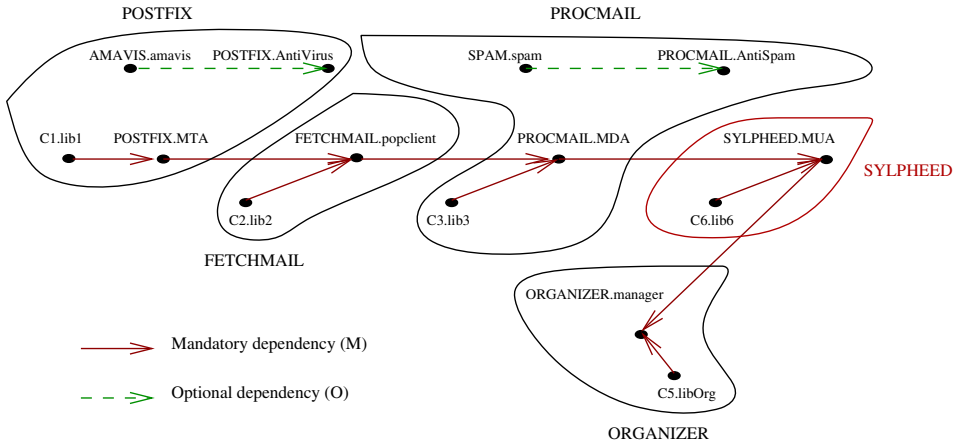 POSTFIX
PROCMAIL
AMAVIS.amavis
POSTFIX.AntiVirus
SPAM.spam
PROCMAIL.AntiSpam
C1.lib1
POSTFIX.MTA
FETCHMAIL.popclient
PROCMAIL.MDA
SYLPHEED.MUA
SYLPHEED
C2.lib2
C3.lib3
C6.lib6
FETCHMAIL
ORGANIZER.manager
Mandatory dependency (M)
Optional dependency (O)
C5.libOrg
ORGANIZER